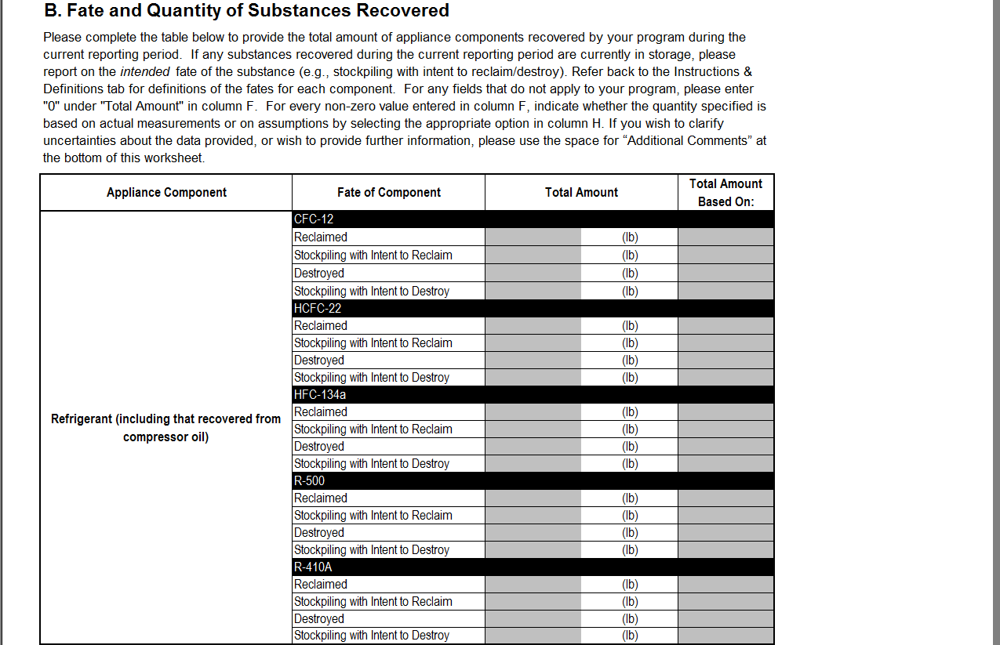 B. Fate and Quantity of Substances Recovered
Please complete the table below to provide the total amount of appliance components recovered by your program during the
current reporting period.  If any substances recovered during the current reporting period are currently in storage, please
report on the intended fate of the substance (e.g., stockpiling with intent to reclaim/destroy). Refer back to the Instructions &
Definitions tab for definitions of the fates for each component.  For any fields that do not apply to your program, please enter
"0" under "Total Amount" in column F.  For every non-zero value entered in column F, indicate whether the quantity specified is
based on actual measurements or on assumptions by selecting the appropriate option in column H. If you wish to clarify
uncertainties about the data provided, or wish to provide further information, please use the space for “Additional Comments” at
the bottom of this worksheet.
Appliance Component Fate of Component Total Amount Total Amount
Based On:
CFC-12
Reclaimed (lb)
Stockpiling with Intent to Reclaim (lb)
Destroyed (lb)
Stockpiling with Intent to Destroy (lb)
HCFC-22
Reclaimed (lb)
Stockpiling with Intent to Reclaim (lb)
Destroyed (lb)
Stockpiling with Intent to Destroy (lb)
HFC-134a
Refrigerant (including that recovered from
compressor oil)
Reclaimed (lb)
Stockpiling with Intent to Reclaim (lb)
Destroyed (lb)
Stockpiling with Intent to Destroy (lb)
R-500
Reclaimed (lb)
Stockpiling with Intent to Reclaim (lb)
Destroyed (lb)
Stockpiling with Intent to Destroy (lb)
R-410A
Reclaimed (lb)
Stockpiling with Intent to Reclaim (lb)
Destroyed (lb)
Stockpiling with Intent to Destroy (lb)